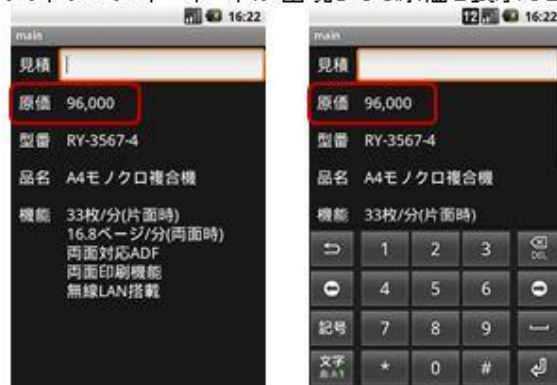 16:22
main
見積
原価 96,000
型番 RY-3567-4
品名 A4モノクロ複合機
機能 33枚/分(片面時)
16.8ページ/分(両面時)
両面対応ADF
両面印刷機能
無線LAN搭載
12 16:22
main
見積
原価 96,000
型番 RY-3567-4
品名 A4モノクロ複合機
機能 33枚/分(片面時)
1 2 3 DEL
4 5 6
記号 7 8 9
文字 * 0 #